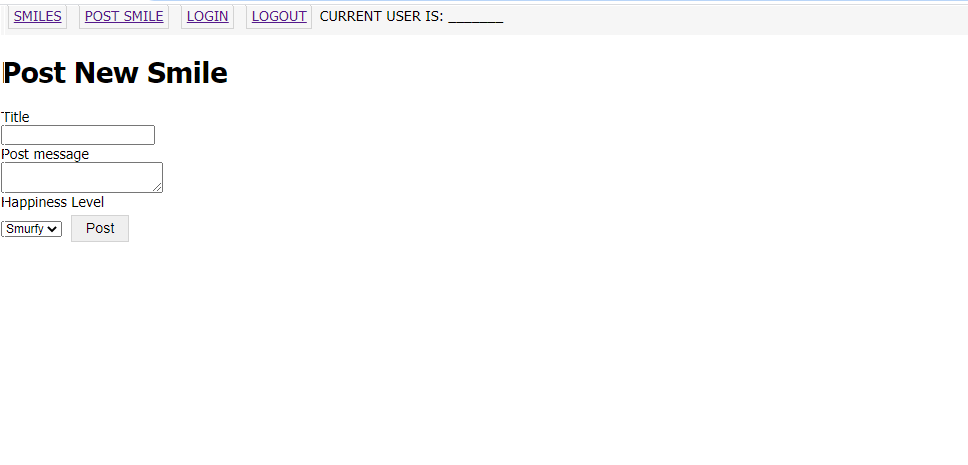 SMILES POST SMILE LOGIN LOGOUT CURRENT USER IS: _______
Post New Smile
Title
Post message
Happiness Level
Smurfy Post